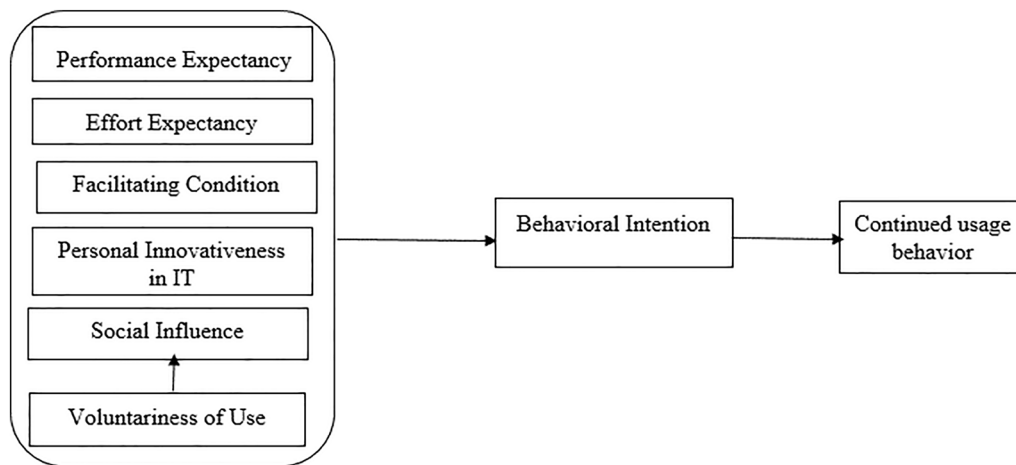 Performance Expectancy
Effort Expectancy
Facilitating Condition
Personal Innovativeness
in IT
Social Influence
Voluntariness of Use
Behavioral Intention
Continued usage
behavior